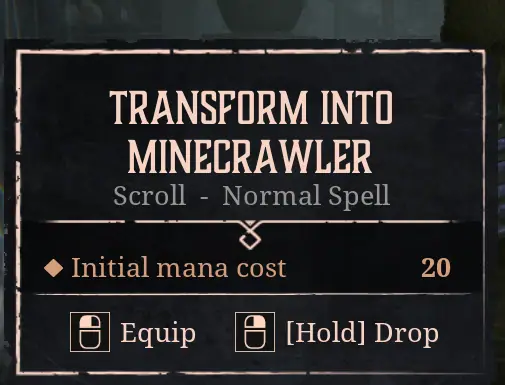 TRANSFORM INTO
MINECRAWLER
Scroll - Normal Spell
Initial mana cost 20
Equip [Hold] Drop